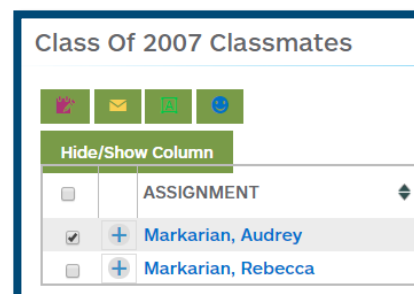 Class Of 2007 Classmates
Hide/Show Column
ASSIGNMENT
Markarian, Audrey
Markarian, Rebecca